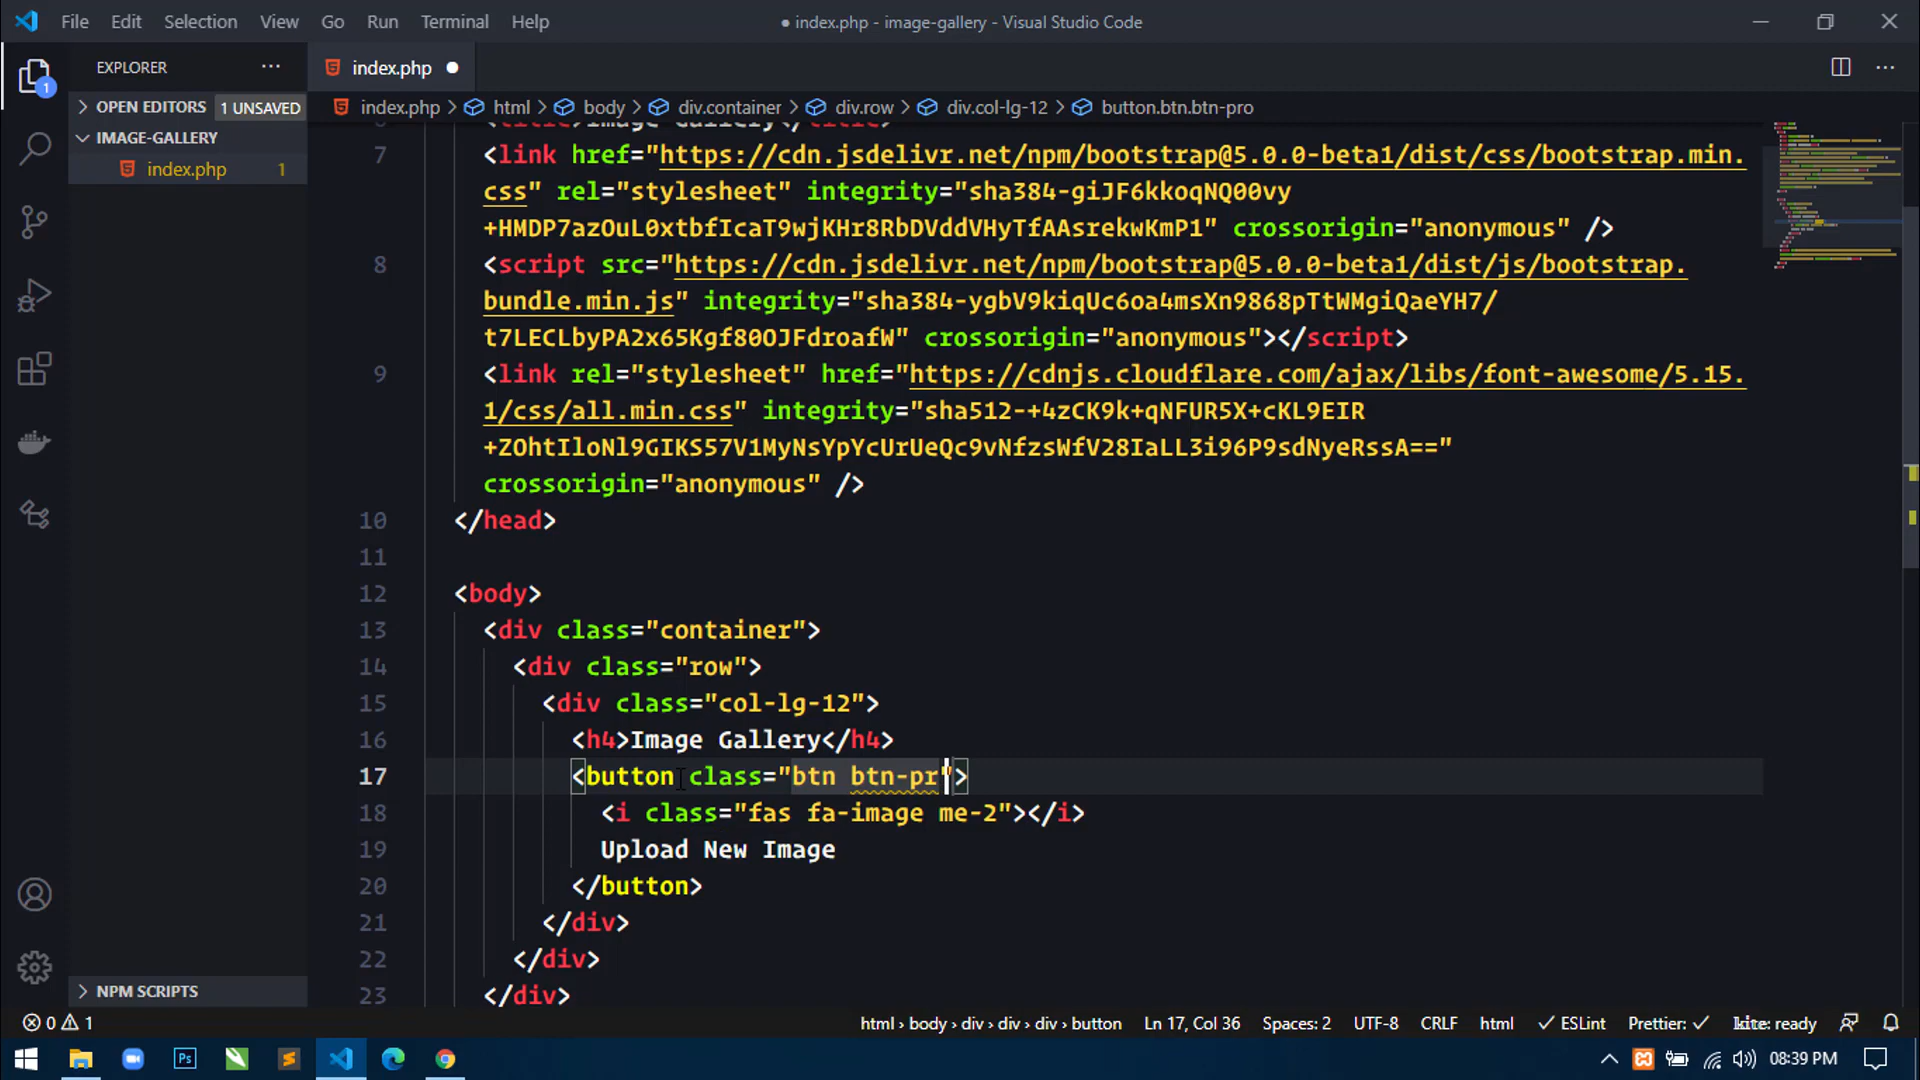 File Edit Selection View Go Run Terminal Help
● index.php - image-gallery - Visual Studio Code
EXPLORER
index.php
OPEN EDITORS 1 UNSAVED
index.php > html > body > div.container > div.row > div.col-lg-12 > button.btn.btn-pro
IMAGE-GALLERY
index.php 1
7 <link href="https://cdn.jsdelivr.net/npm/bootstrap@5.0.0-beta1/dist/css/bootstrap.min.
css" rel="stylesheet" integrity="sha384-giJF6kkoqNQ00vy
+HMDP7azOuL0xtbfIcaT9wjKHr8RbDVddVHyTfAAsrekwKmP1" crossorigin="anonymous" />
8 <script src="https://cdn.jsdelivr.net/npm/bootstrap@5.0.0-beta1/dist/js/bootstrap.
bundle.min.js" integrity="sha384-ygbV9kiqUc6oa4msXn9868pTtWMgiQaeYH7/
t7LECLbyPA2x65Kgf80OJFdroafW" crossorigin="anonymous"></script>
9 <link rel="stylesheet" href="https://cdnjs.cloudflare.com/ajax/libs/font-awesome/5.15.
1/css/all.min.css" integrity="sha512-+4zCK9k+qNFUR5X+cKL9EIR
+ZOhtIloNl9GIKS57V1MyNsYpYcUrUeQc9vNfzsWfV28IaLL3i96P9sdNyeRssA=="
crossorigin="anonymous" />
10 </head>
11
12 <body>
13 <div class="container">
14 <div class="row">
15 <div class="col-lg-12">
16 <h4>Image Gallery</h4>
17 <button class="btn btn-pr">
18 <i class="fas fa-image me-2"></i>
19 Upload New Image
20 </button>
21 </div>
22 </div>
23 </div>
NPM SCRIPTS
0 1 html > body > div > div > div > button Ln 17, Col 36 Spaces: 2 UTF-8 CRLF html ESLint Prettier: ✓ kite: ready
08:39 PM